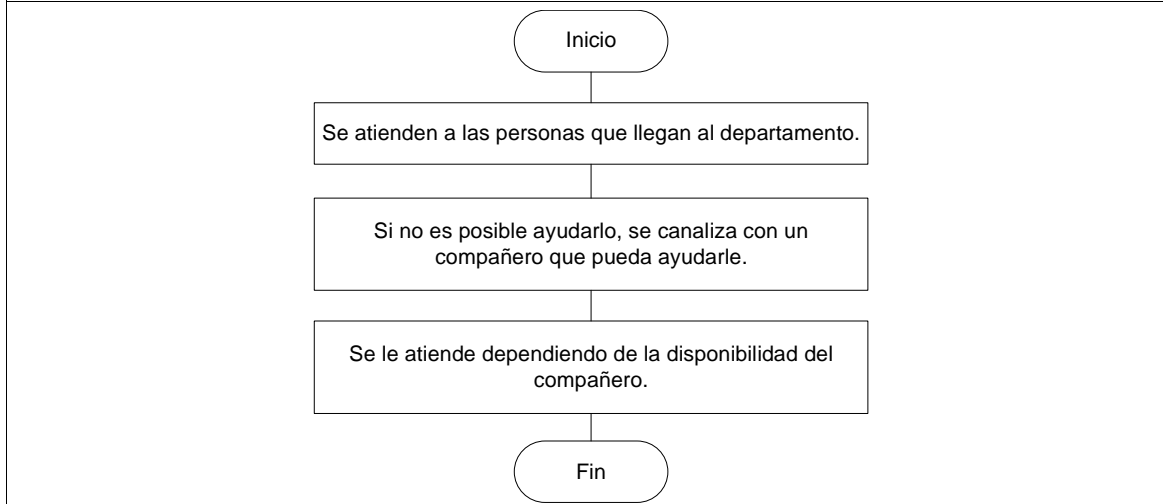 Inicio
Se atienden a las personas que llegan al departamento.
Si no es posible ayudarlo, se canaliza con un
compañero que pueda ayudarle.
Se le atiende dependiendo de la disponibilidad del
compañero.
Fin